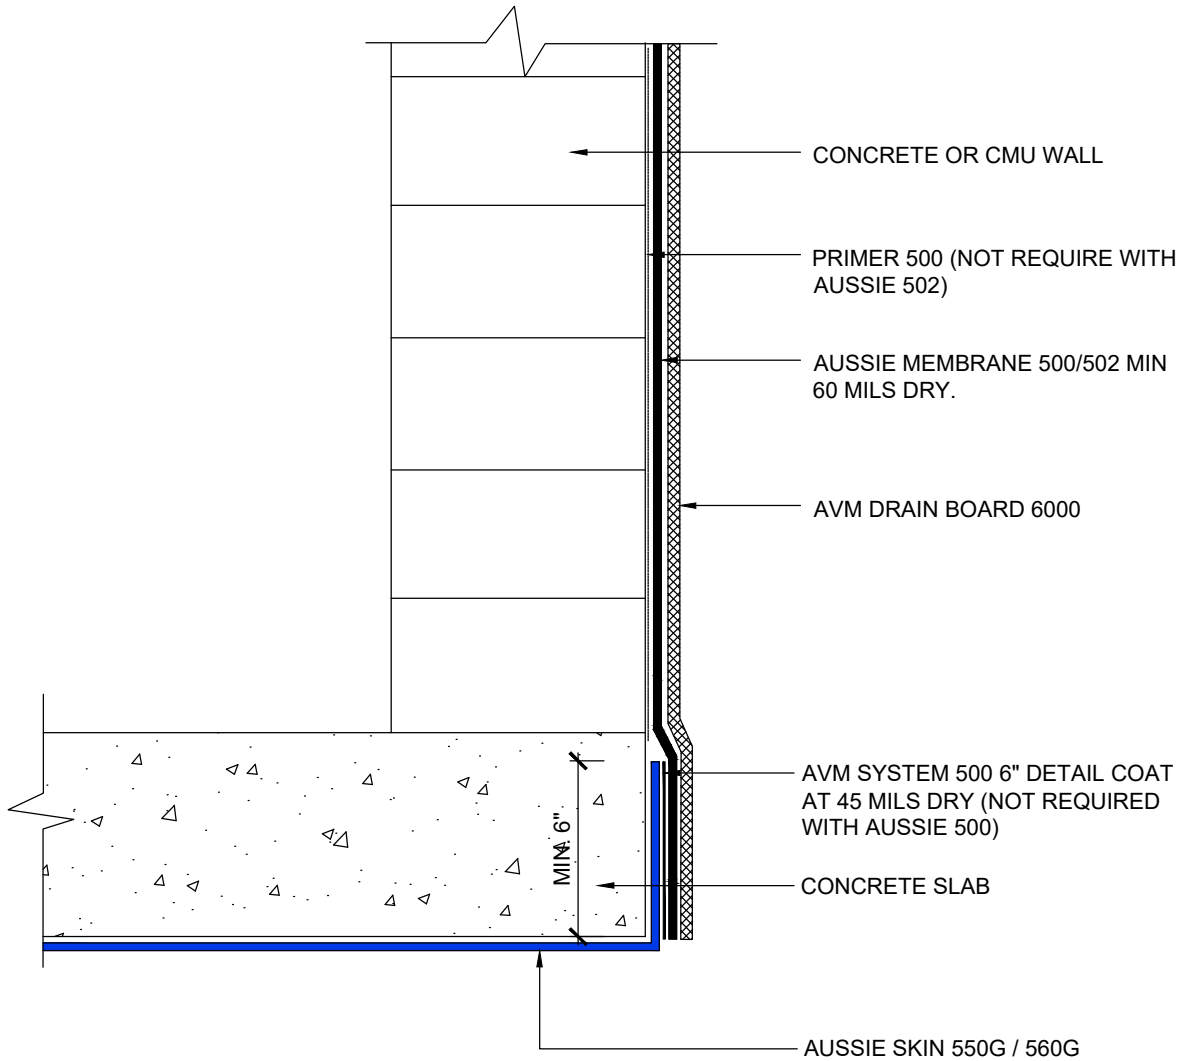 CONCRETE OR CMU WALL
PRIMER 500 (NOT REQUIRE WITH
AUSSIE 502)
AUSSIE MEMBRANE 500/502 MIN
60 MILS DRY.
AVM DRAIN BOARD 6000
AVM SYSTEM 500 6" DETAIL COAT
AT 45 MILS DRY (NOT REQUIRED
WITH AUSSIE 500)
MIN. 6"
CONCRETE SLAB
AUSSIE SKIN 550G / 560G